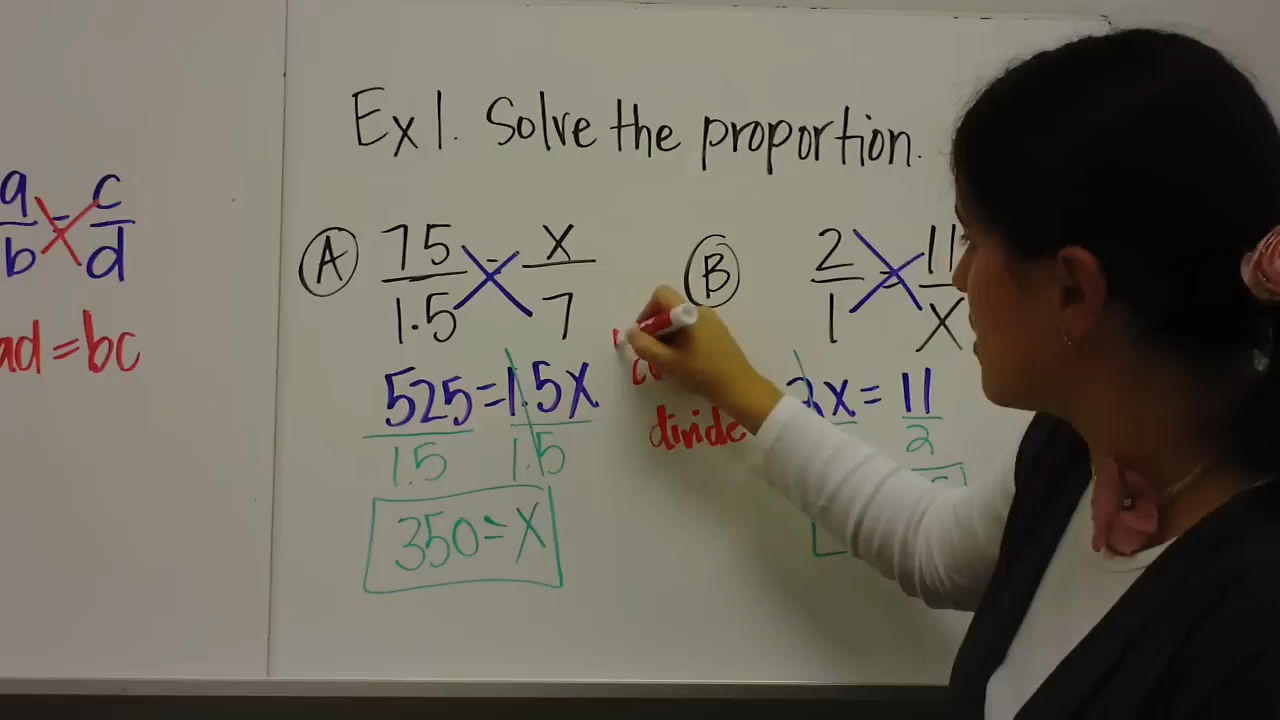 Ex 1. Solve the proportion.
a/b = c/d
ad = bc
A 75/1.5 = x/7
525 = 1.5x
1.5 1.5
350 = x
B 2/1 = 11/x
2x = 11
2
divide